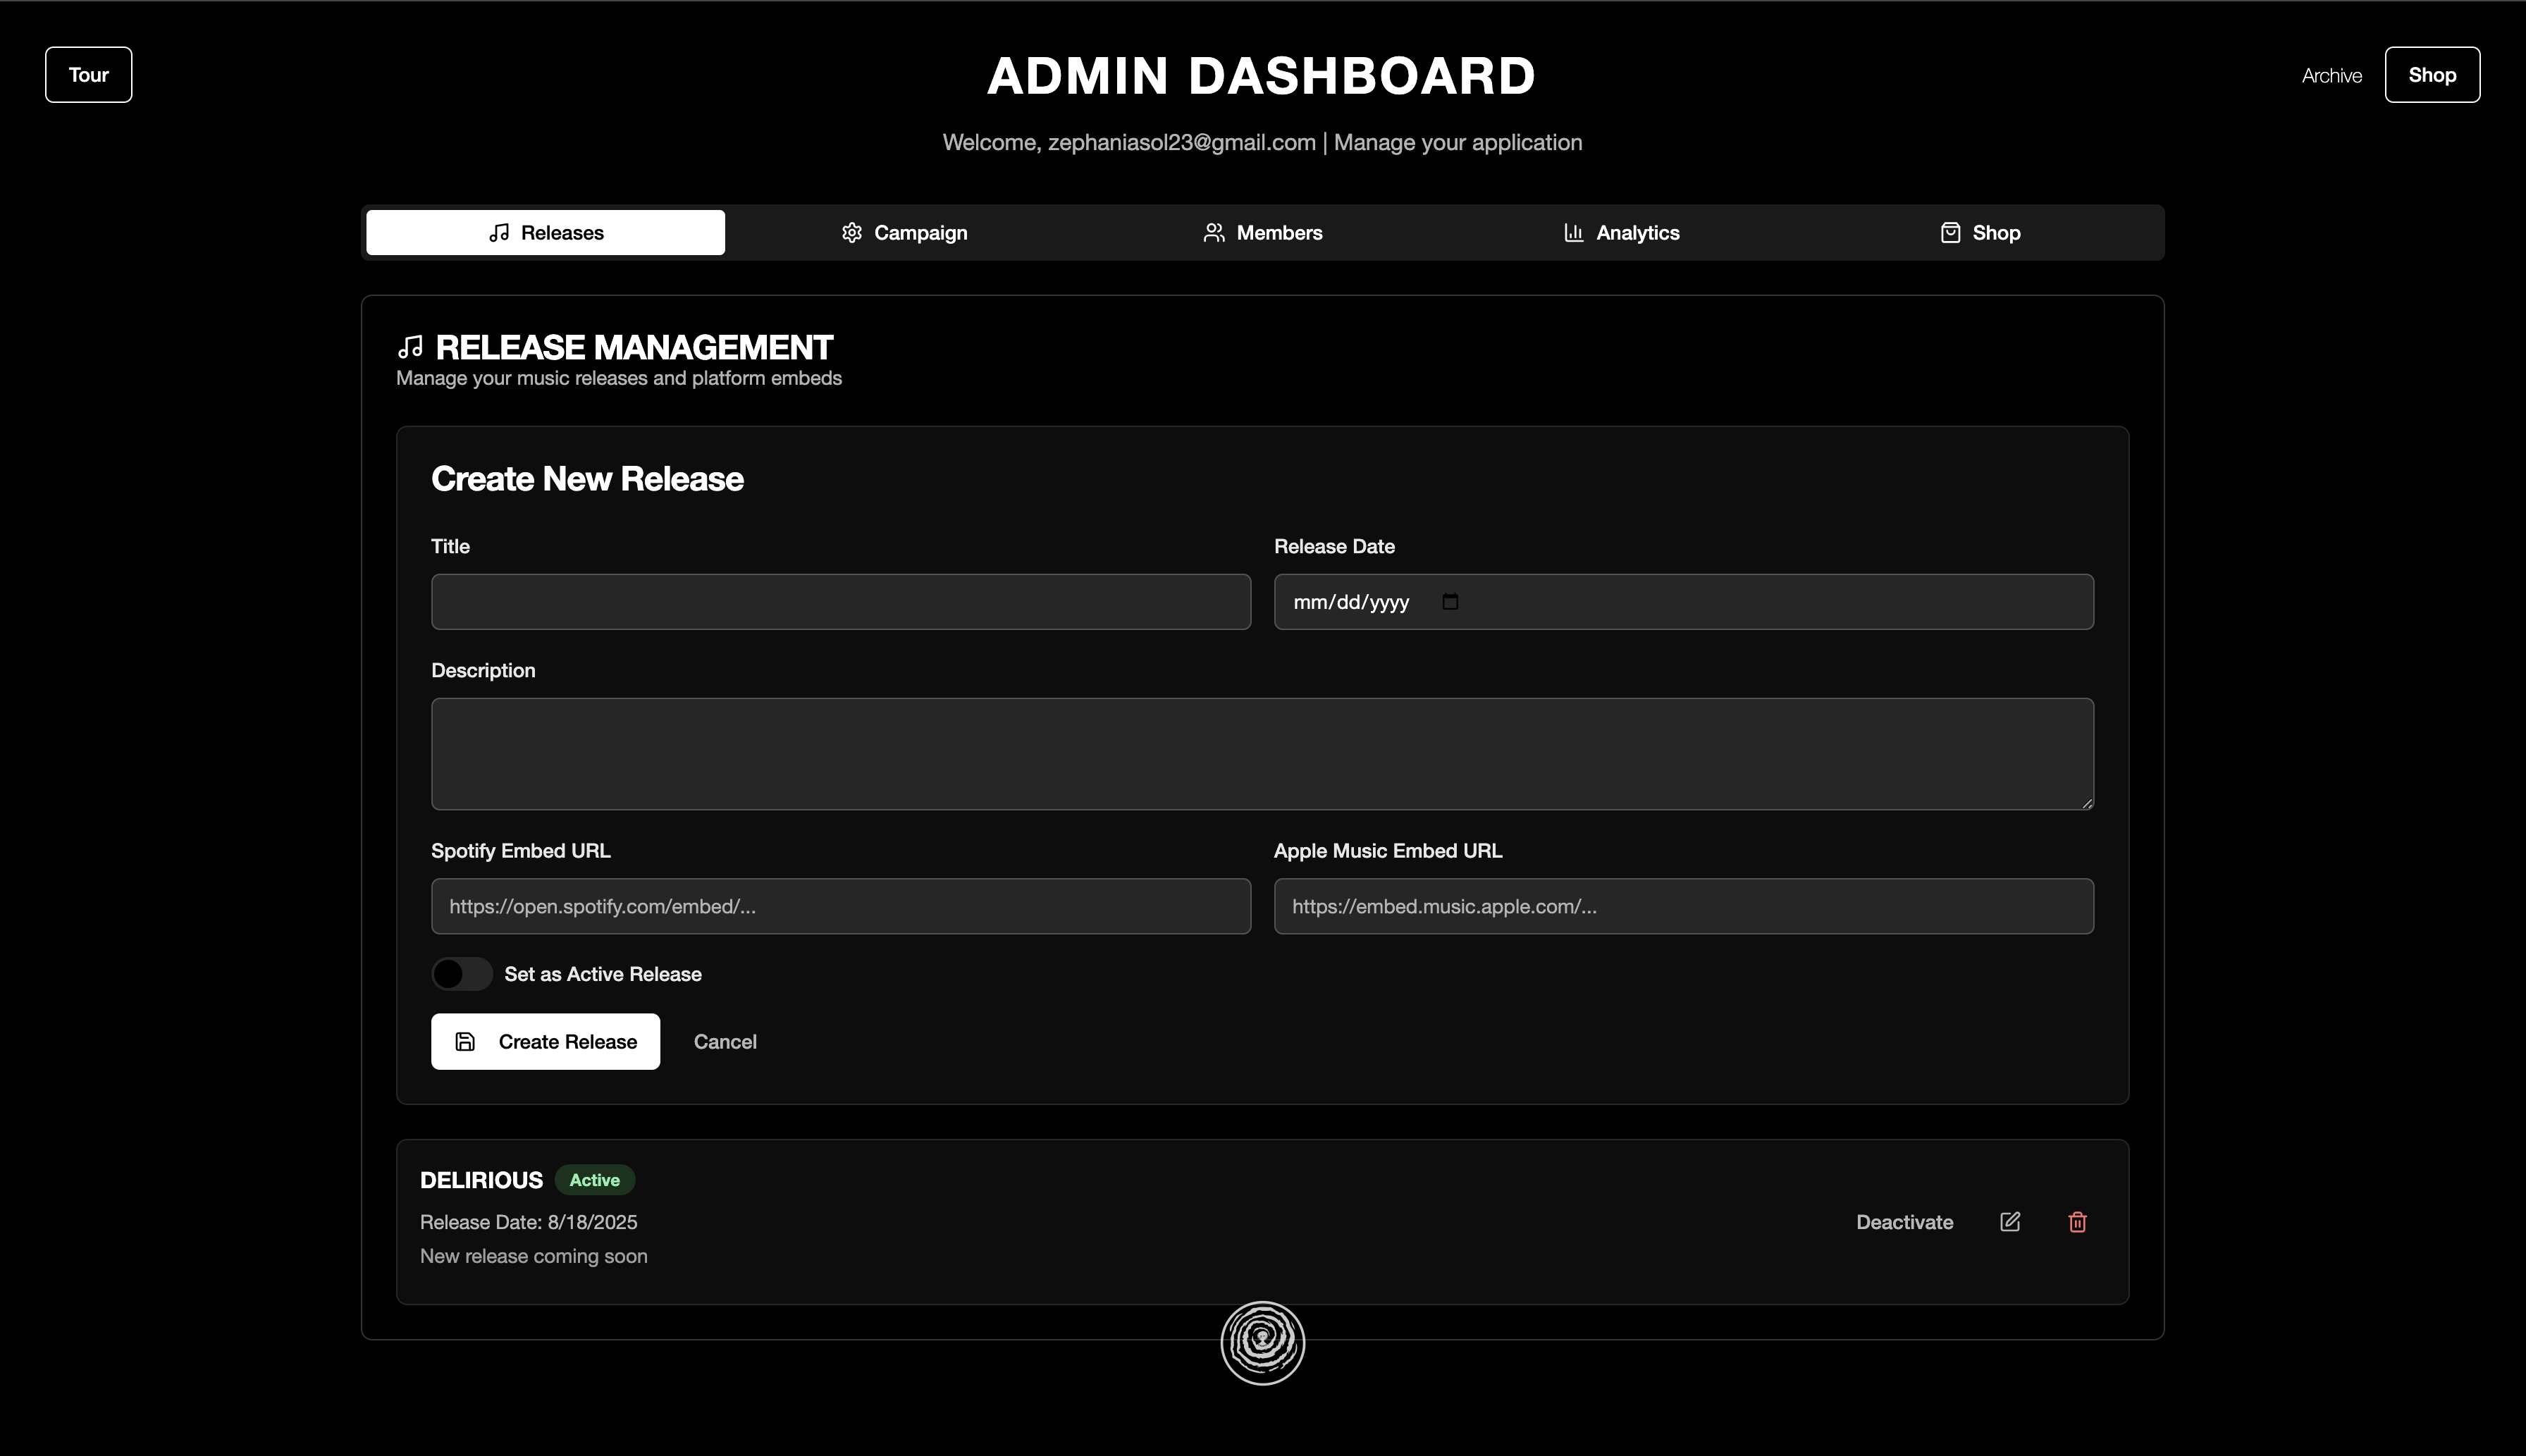 Tour
ADMIN DASHBOARD
Archive
Shop
Welcome, zephaniasol23@gmail.com | Manage your application
Releases
Campaign
Members
Analytics
Shop
RELEASE MANAGEMENT
Manage your music releases and platform embeds
Create New Release
Title
Release Date
mm/dd/yyyy
Description
Spotify Embed URL
Apple Music Embed URL
https://open.spotify.com/embed/...
https://embed.music.apple.com/...
Set as Active Release
Create Release
Cancel
DELIRIOUS
Active
Release Date: 8/18/2025
New release coming soon
Deactivate